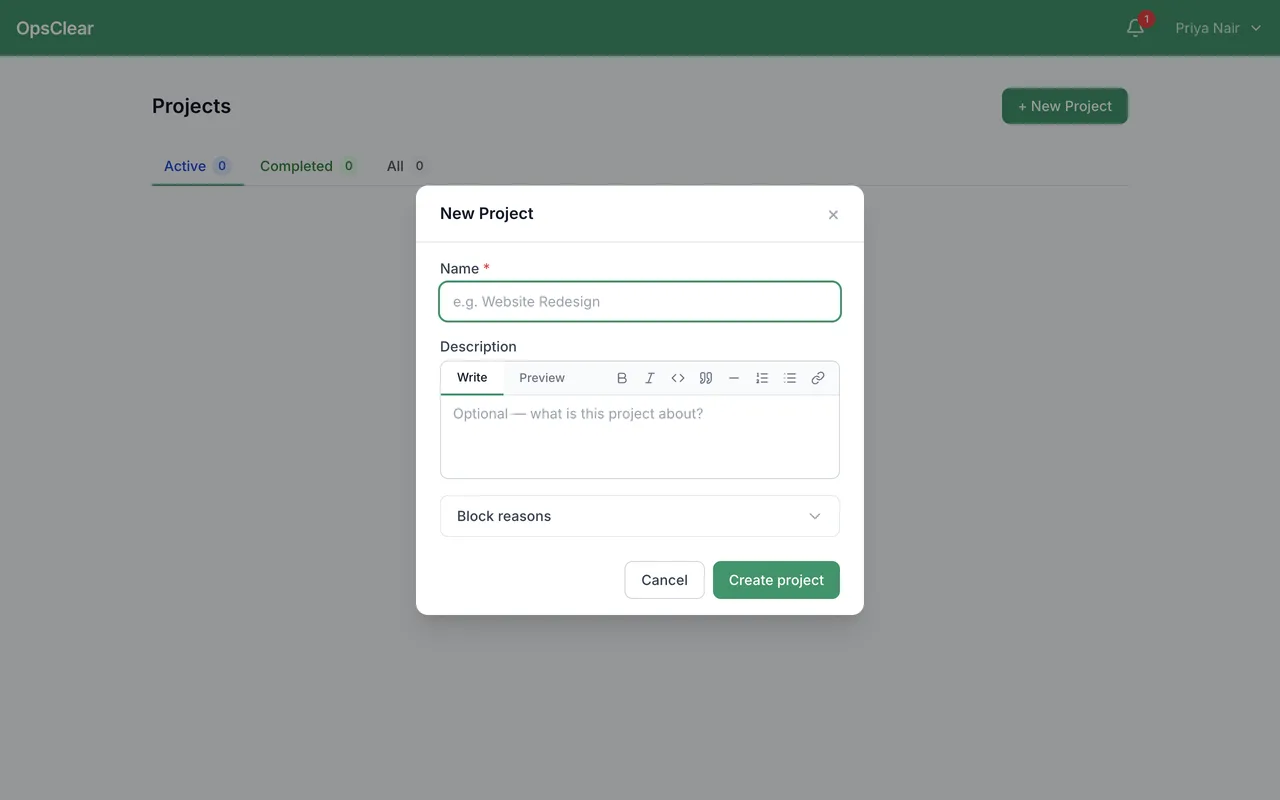 OpsClear
1
Priya Nair
Projects
+ New Project
Active 0
Completed 0
All 0
New Project
Name *
e.g. Website Redesign
Description
Write
Preview
Optional — what is this project about?
Block reasons
Cancel
Create project